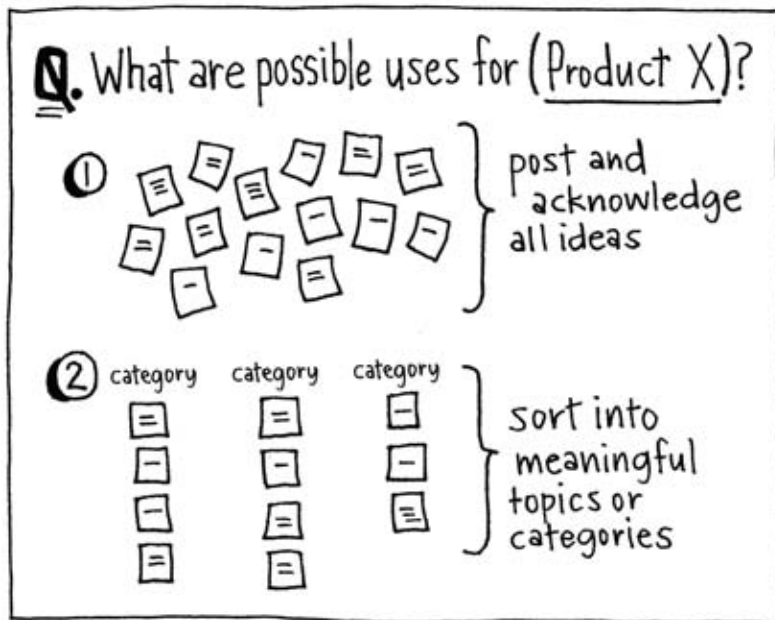 Q. What are possible uses for (Product X)?
1
post and
acknowledge
all ideas
2
category category category
sort into
meaningful
topics or
categories